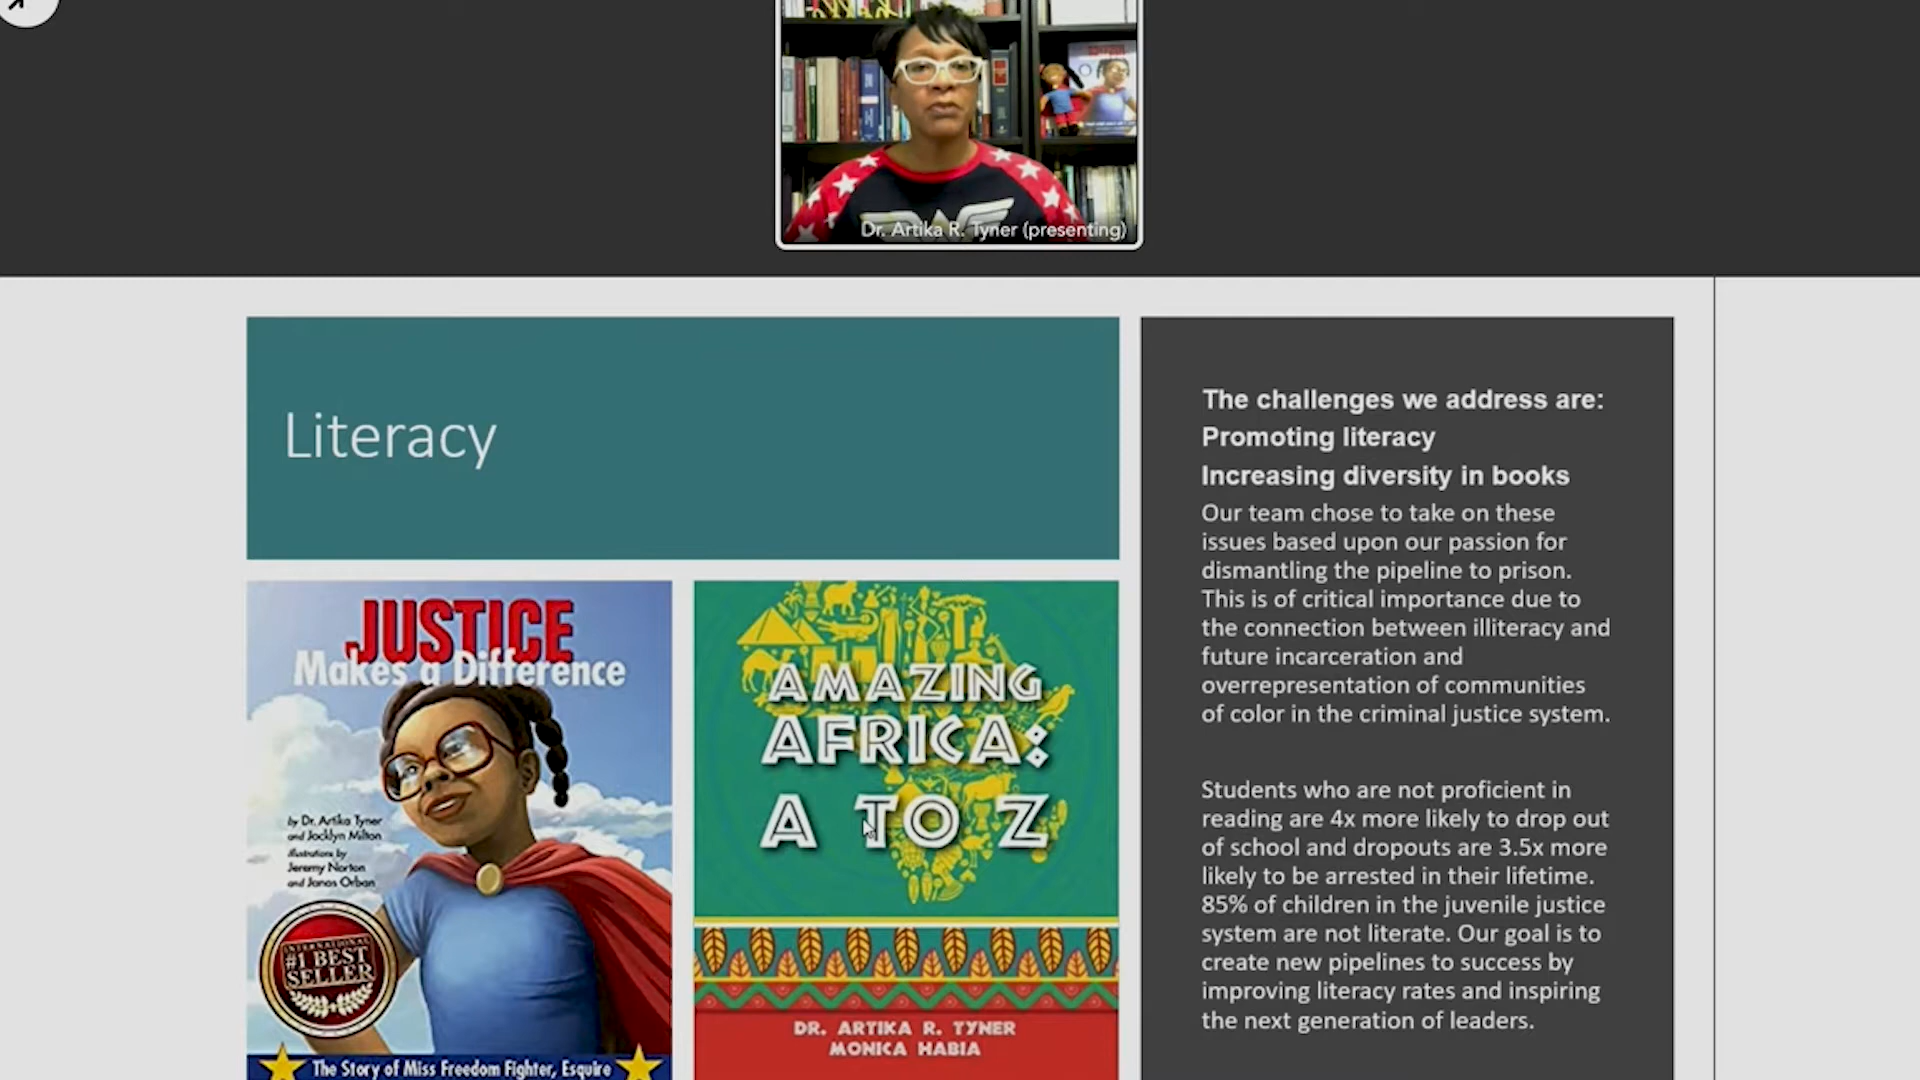 Dr. Artika R. Tyner (presenting)
Literacy
JUSTICE
Makes a Difference
by Dr. Artika Tyner
and Jacklyn Milton
illustrations by
Jeremy Norton
and Janos Orban
INTERNATIONAL
#1 BEST
SELLER
The Story of Miss Freedom Fighter, Esquire
AMAZING
AFRICA:
A TO Z
DR. ARTIKA R. TYNER
MONICA HABIA
The challenges we address are:
Promoting literacy
Increasing diversity in books
Our team chose to take on these
issues based upon our passion for
dismantling the pipeline to prison.
This is of critical importance due to
the connection between illiteracy and
future incarceration and
overrepresentation of communities
of color in the criminal justice system.
Students who are not proficient in
reading are 4x more likely to drop out
of school and dropouts are 3.5x more
likely to be arrested in their lifetime.
85% of children in the juvenile justice
system are not literate. Our goal is to
create new pipelines to success by
improving literacy rates and inspiring
the next generation of leaders.